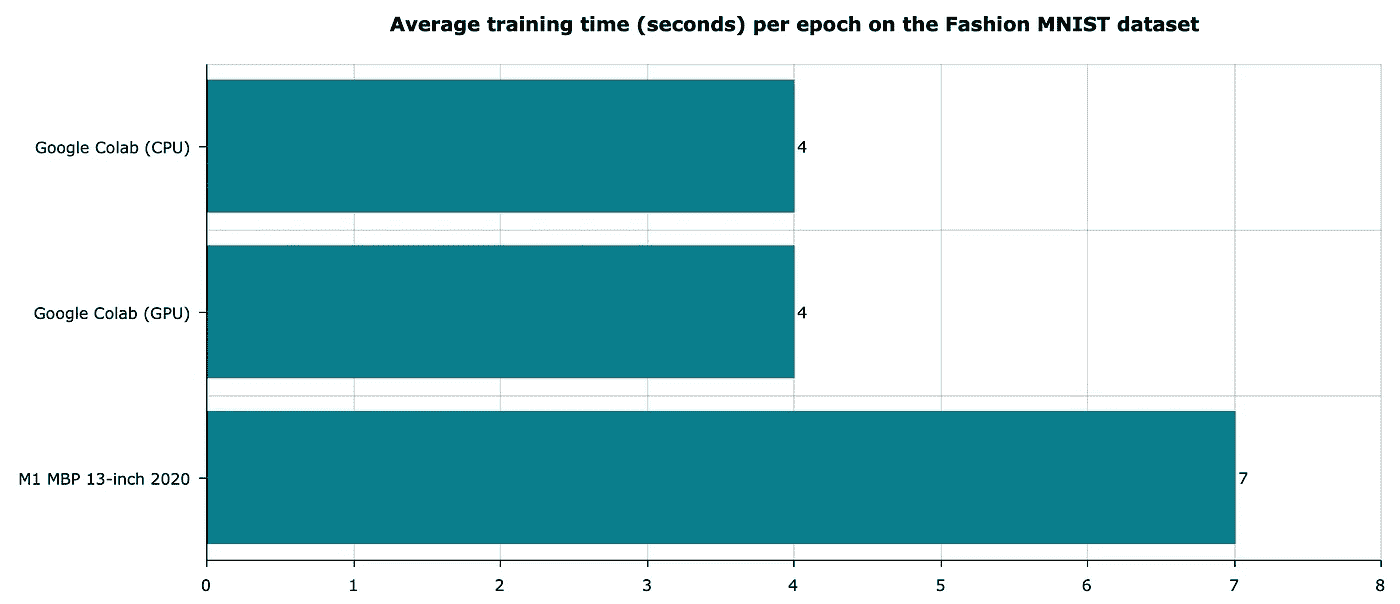 Average training time (seconds) per epoch on the Fashion MNIST dataset
Google Colab (CPU)
4
Google Colab (GPU)
4
M1 MBP 13-inch 2020
7
0 1 2 3 4 5 6 7 8